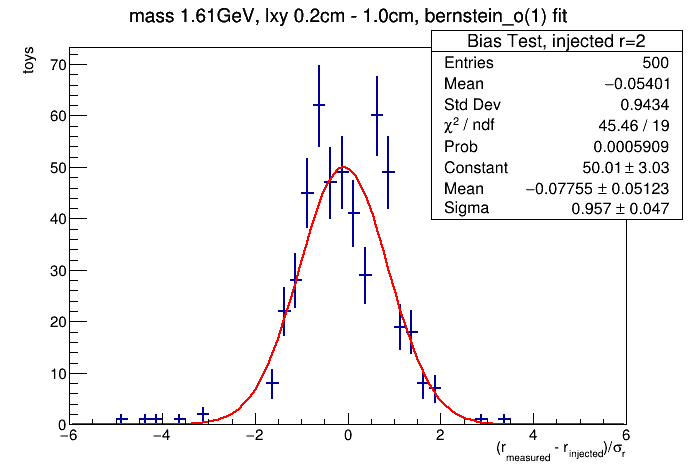 mass 1.61GeV, lxy 0.2cm - 1.0cm, bernstein_o(1) fit
Bias Test, injected r=2
Entries 500
Mean −0.05401
Std Dev 0.9434
χ² / ndf 45.46 / 19
Prob 0.0005909
Constant 50.01 ± 3.03
Mean −0.07755 ± 0.05123
Sigma 0.957 ± 0.047
toys
70
60
50
40
30
20
10
0
−6 −4 −2 0 2 4 6
(r_measured - r_injected)/σ_r